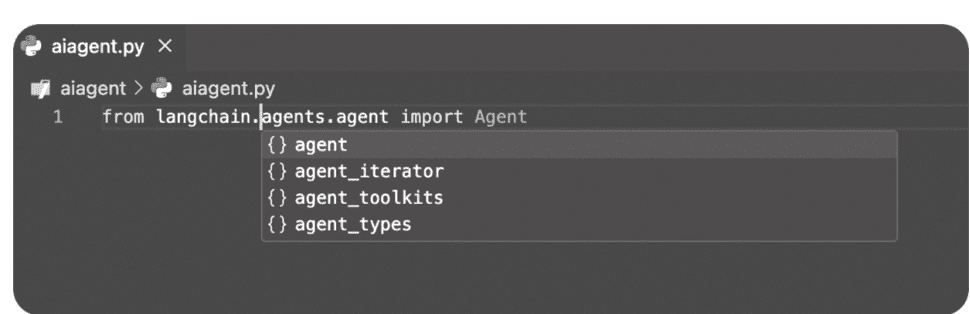 aiagent.py ×
aiagent > aiagent.py
1 from langchain.agents.agent import Agent
{} agent
{} agent_iterator
{} agent_toolkits
{} agent_types